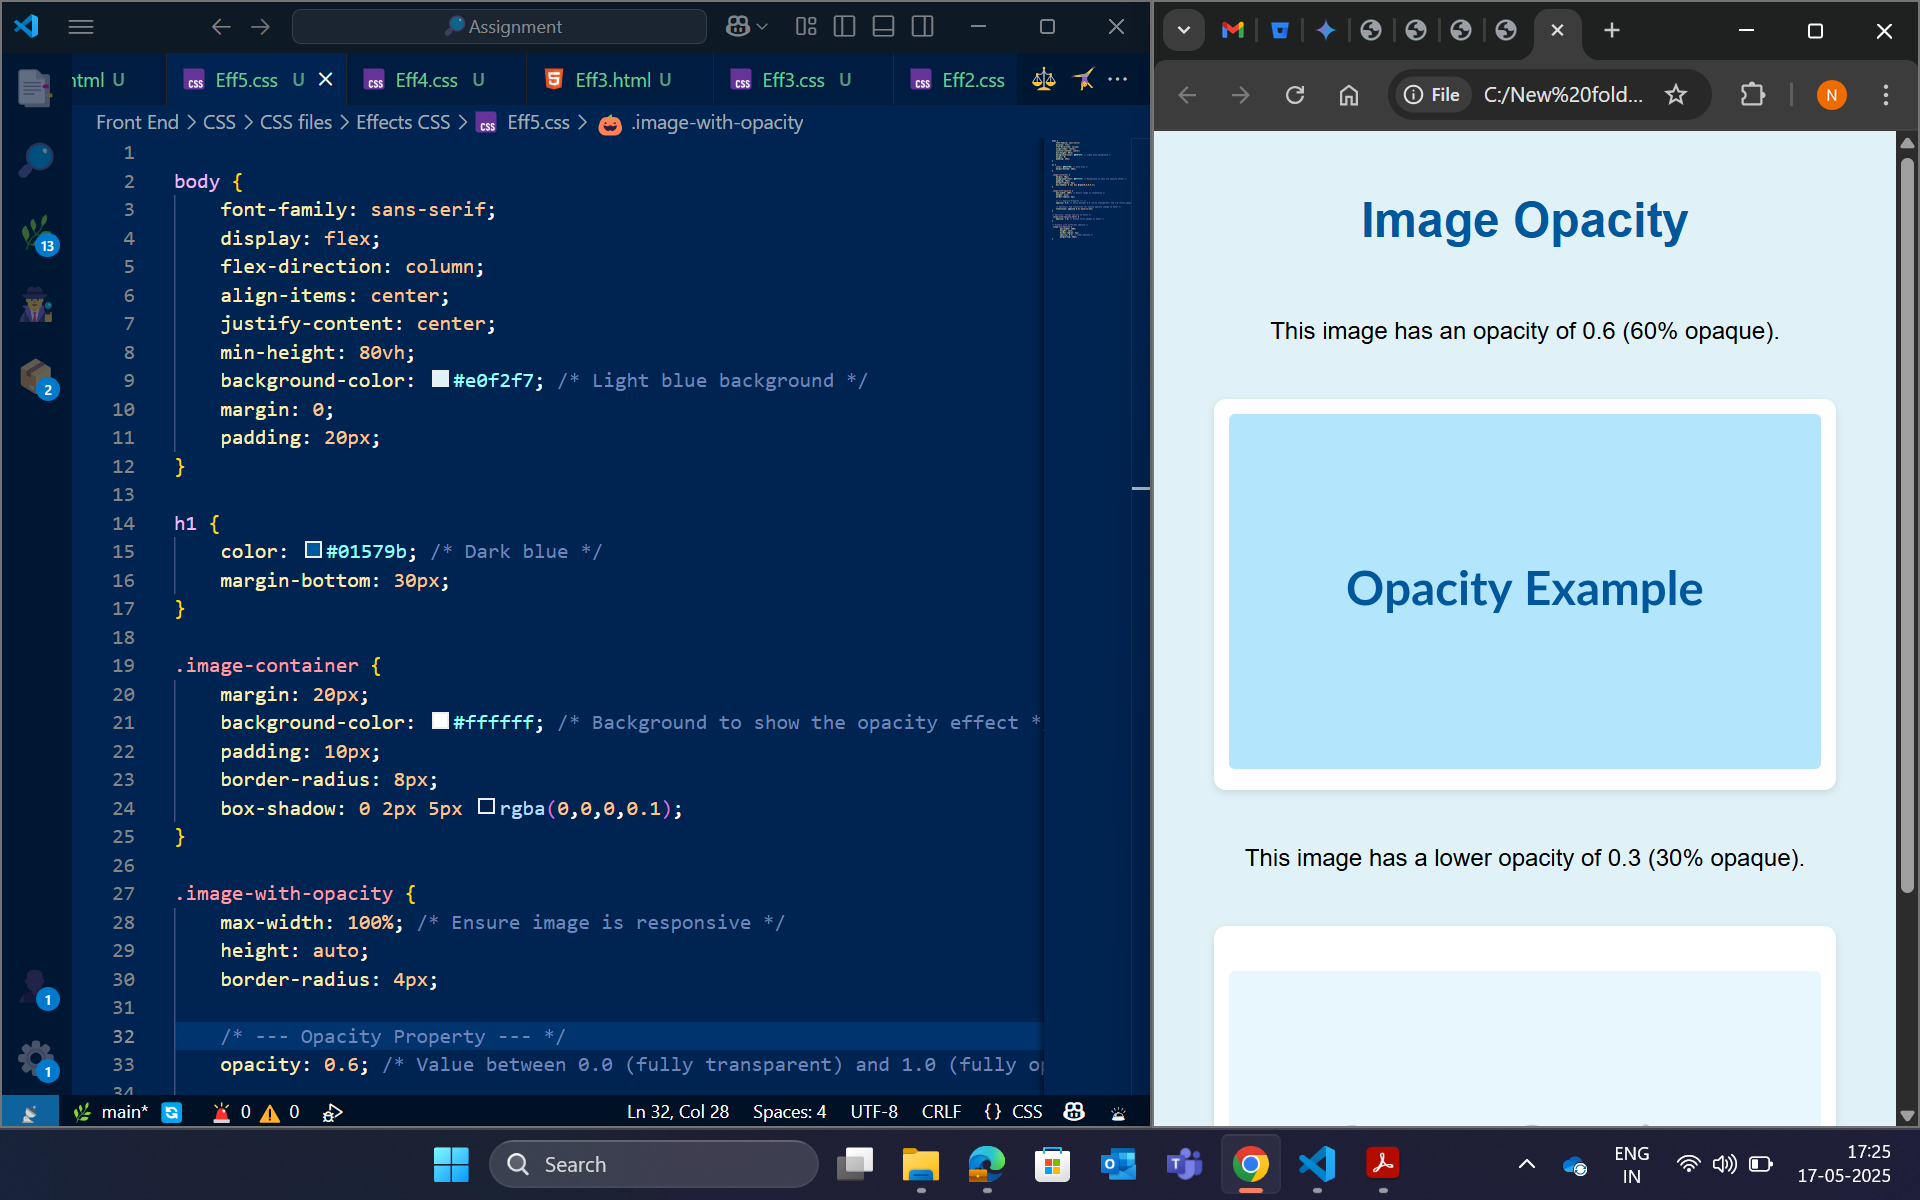 Assignment
html U
Eff5.css U
Eff4.css U
Eff3.html U
Eff3.css U
Eff2.css
Front End > CSS > CSS files > Effects CSS > Eff5.css > .image-with-opacity
1
2 body {
3 font-family: sans-serif;
4 display: flex;
5 flex-direction: column;
6 align-items: center;
7 justify-content: center;
8 min-height: 80vh;
9 background-color: #e0f2f7; /* Light blue background */
10 margin: 0;
11 padding: 20px;
12 }
13
14 h1 {
15 color: #01579b; /* Dark blue */
16 margin-bottom: 30px;
17 }
18
19 .image-container {
20 margin: 20px;
21 background-color: #ffffff; /* Background to show the opacity effect *
22 padding: 10px;
23 border-radius: 8px;
24 box-shadow: 0 2px 5px rgba(0,0,0,0.1);
25 }
26
27 .image-with-opacity {
28 max-width: 100%; /* Ensure image is responsive */
29 height: auto;
30 border-radius: 4px;
31
32 /* --- Opacity Property --- */
33 opacity: 0.6; /* Value between 0.0 (fully transparent) and 1.0 (fully op
34
13
2
1
1
main* 0 0
Ln 32, Col 28 Spaces: 4 UTF-8 CRLF {} CSS
File C:/New%20fold...
N
Image Opacity
This image has an opacity of 0.6 (60% opaque).
Opacity Example
This image has a lower opacity of 0.3 (30% opaque).
Search
ENG
IN
17:25
17-05-2025